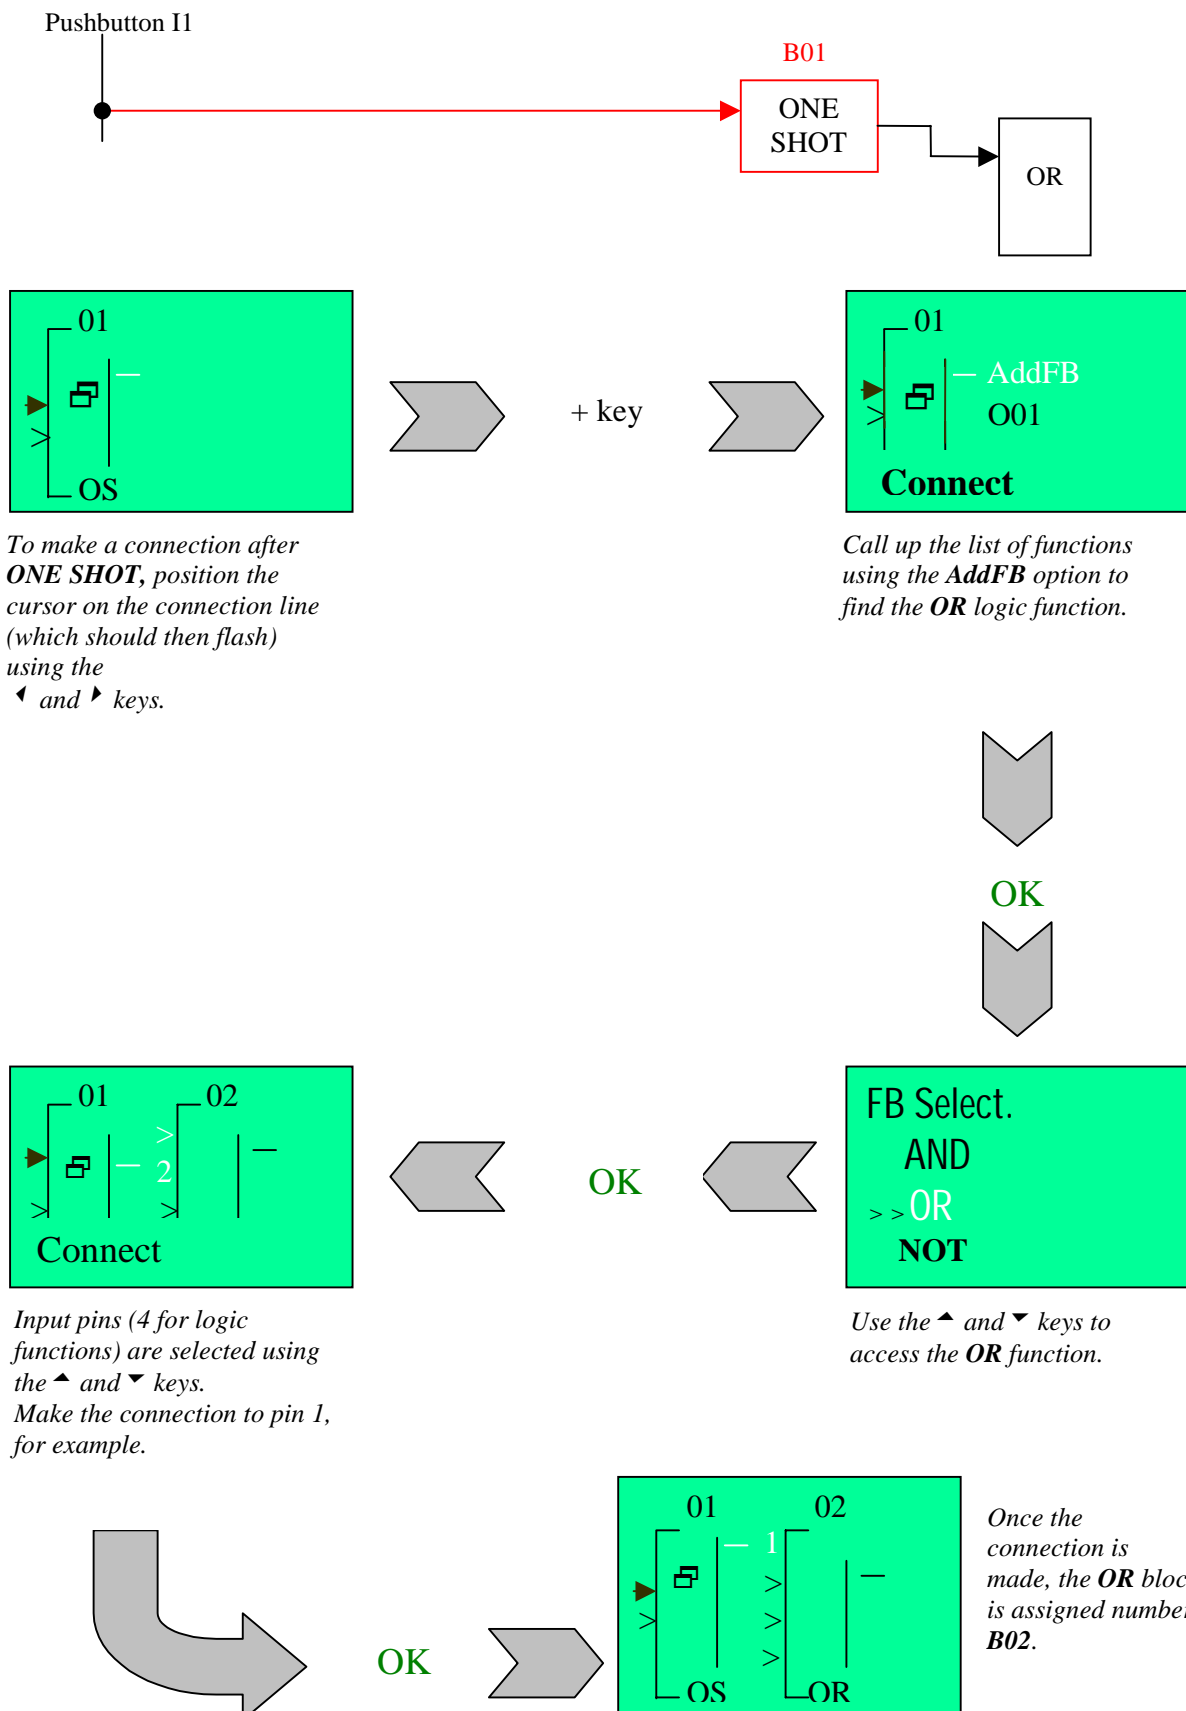 Pushbutton I1
B01
ONE
SHOT
OR
01
OS
+ key
01
AddFB
O01
Connect
To make a connection after
ONE SHOT, position the
cursor on the connection line
(which should then flash)
using the
and keys.
Call up the list of functions
using the AddFB option to
find the OR logic function.
OK
FB Select.
AND
>>OR
NOT
Use the and keys to
access the OR function.
OK
01 02
>
>
2
>
Connect
Input pins (4 for logic
functions) are selected using
the and keys.
Make the connection to pin 1,
for example.
OK
01 02
1
>
>
>
>
OS OR
Once the
connection is
made, the OR bloc
is assigned number
B02.